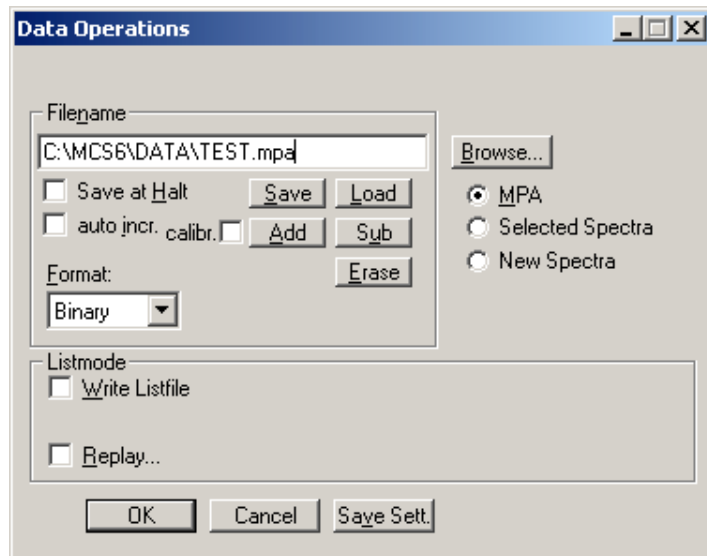 Data Operations
Filename
C:\MCS6\DATA\TEST.mpa
Browse...
Save at Halt
Save
Load
MPA
auto incr.
calibr.
Add
Sub
Selected Spectra
Erase
New Spectra
Format:
Binary
Listmode
Write Listfile
Replay...
OK
Cancel
Save Sett.